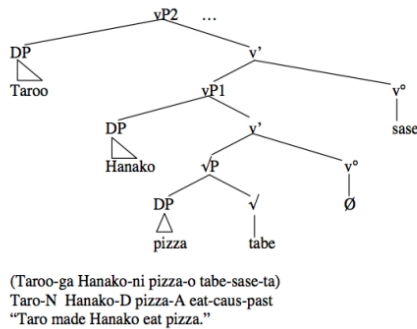 vP2 ...
DP v'
Taroo vP1 v°
DP v' sase
Hanako √P v°
DP √ Ø
pizza tabe
(Taroo-ga Hanako-ni pizza-o tabe-sase-ta)
Taro-N Hanako-D pizza-A eat-caus-past
“Taro made Hanako eat pizza.”